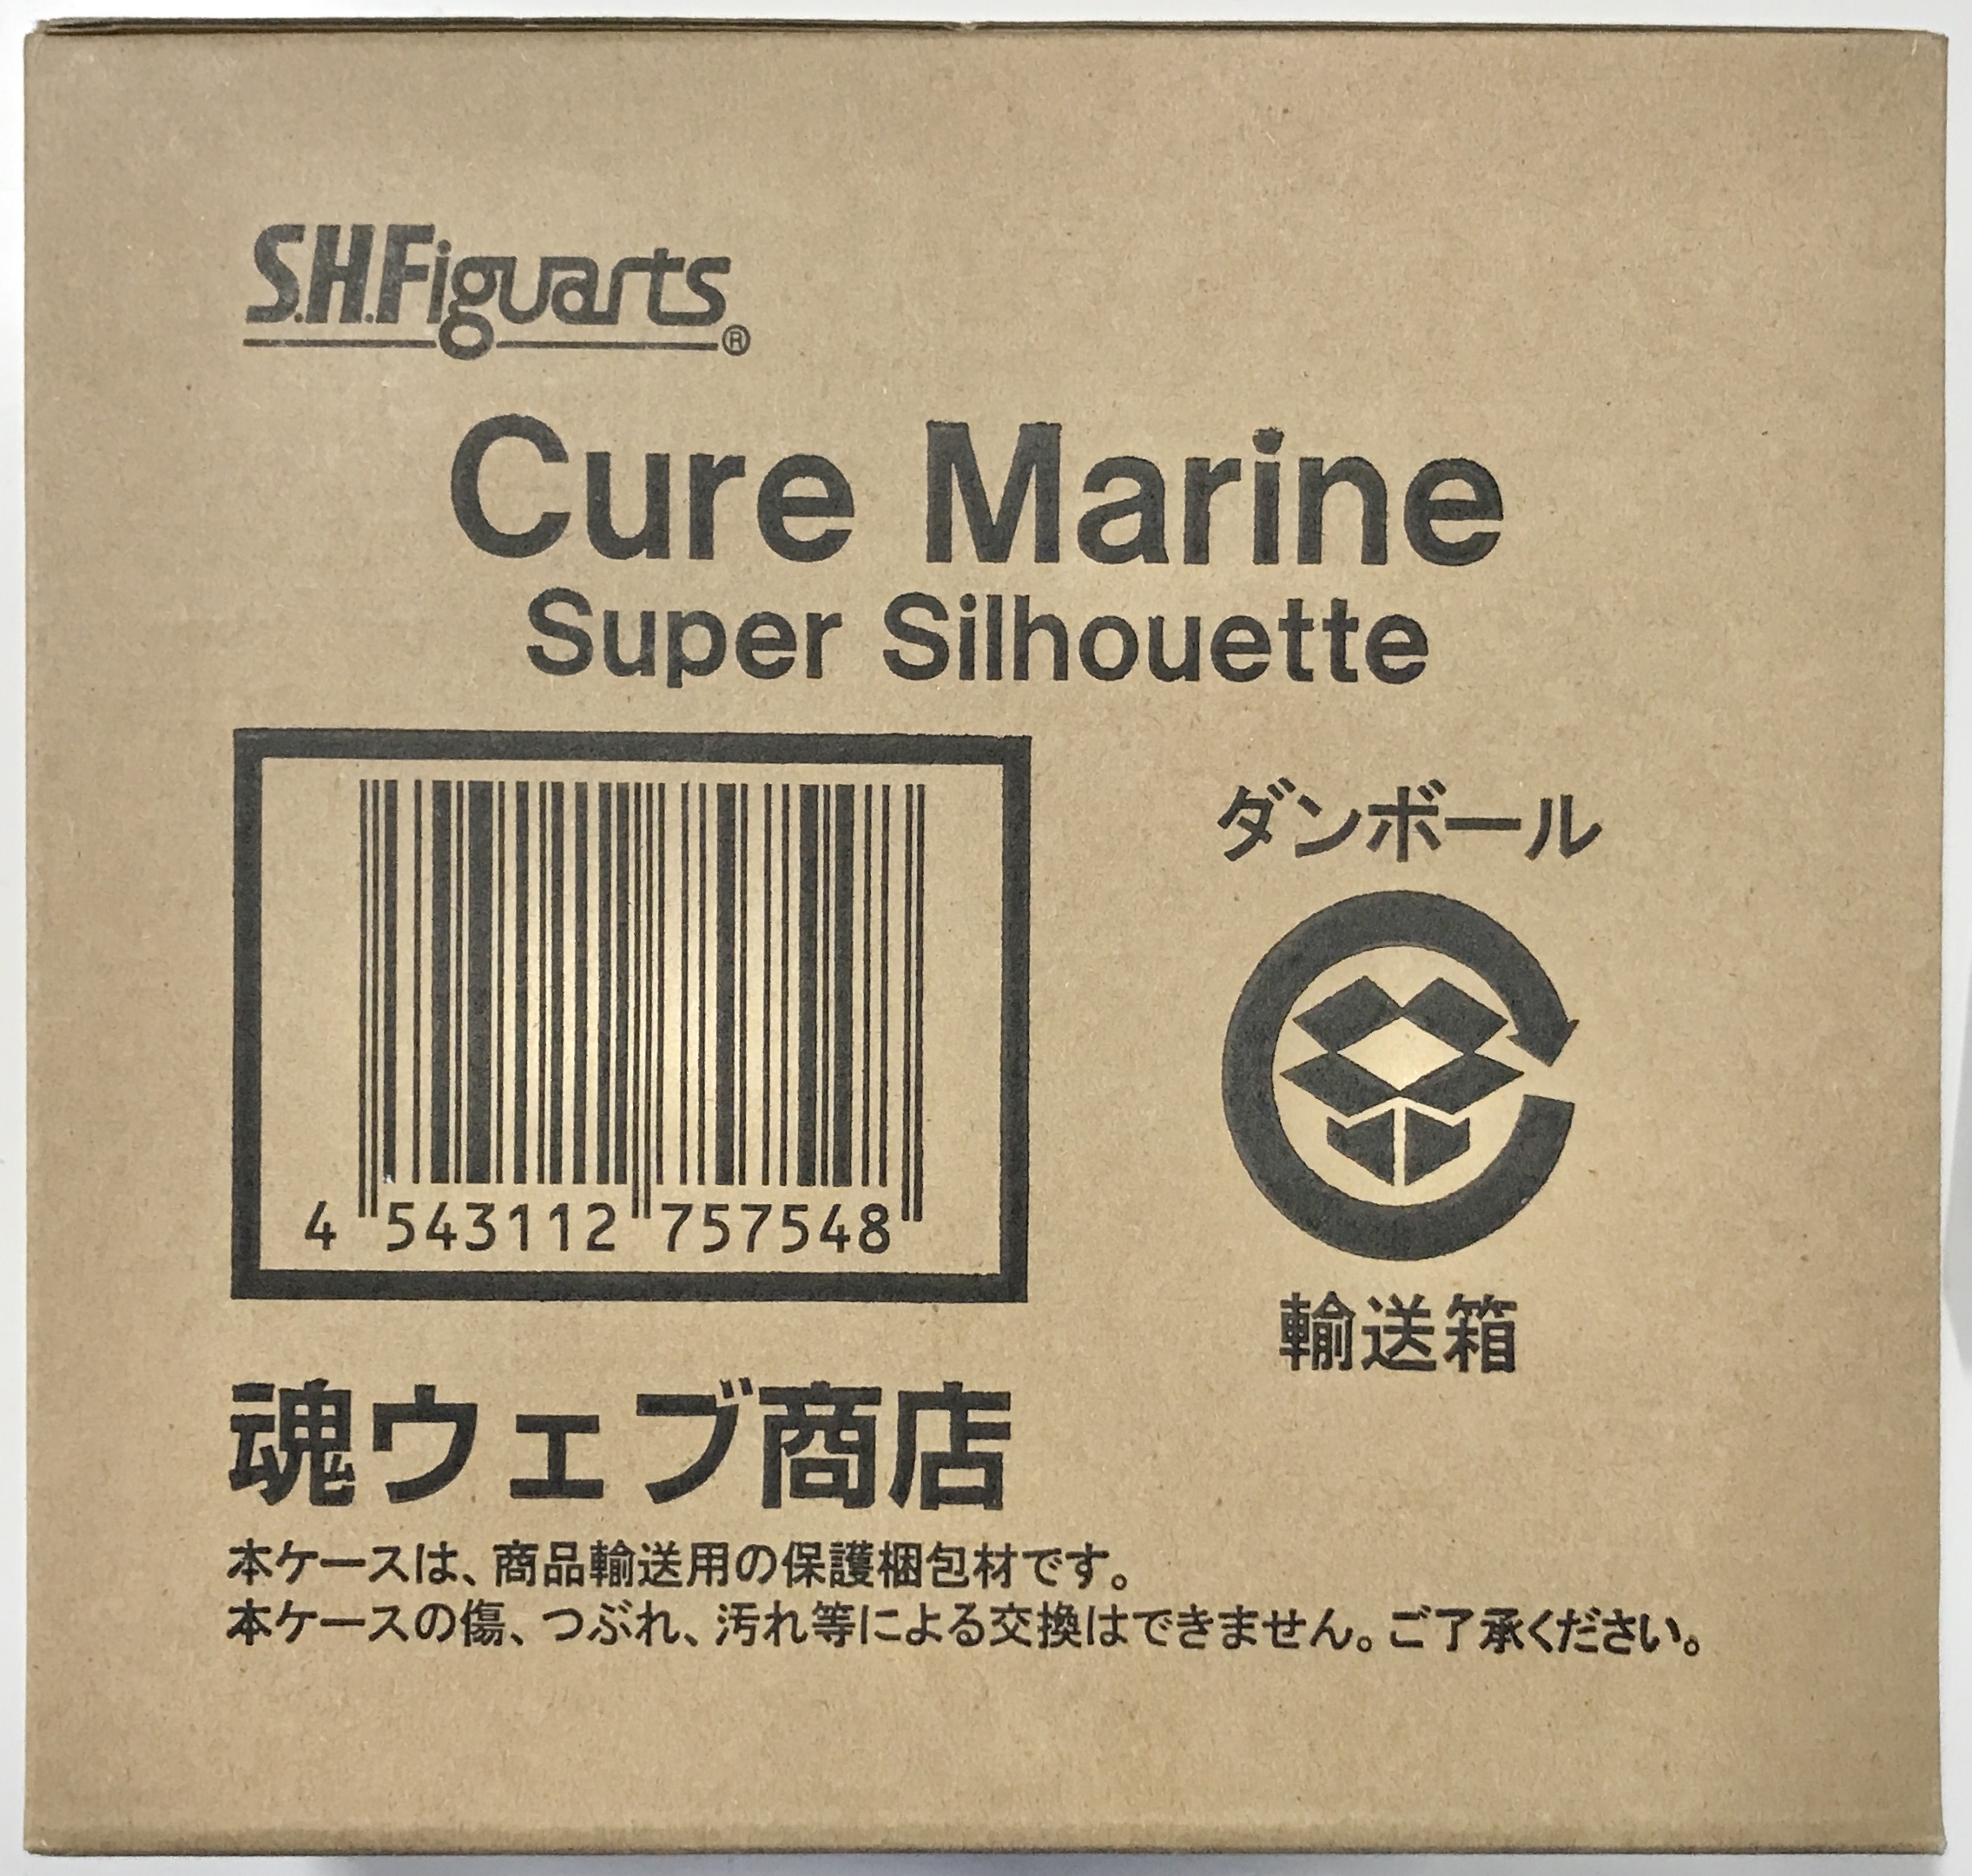 S.H.Figuarts®
Cure Marine
Super Silhouette
4 543112 757548
ダンボール
輸送箱
魂ウェブ商店
本ケースは、商品輸送用の保護梱包材です。
本ケースの傷、つぶれ、汚れ等による交換はできません。ご了承ください。